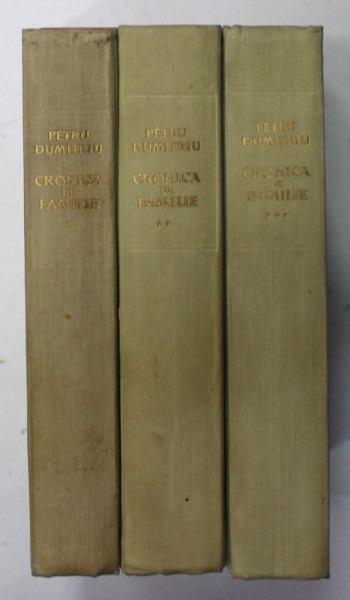 PETRU
DUMITRIU
CRONICA
DE
FAMILIE
*
PETRU
DUMITRIU
CRONICA
DE
FAMILIE
**
PETRU
DUMITRIU
CRONICA
DE
FAMILIE
***